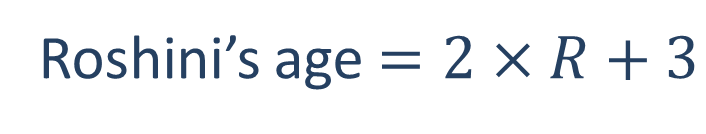 Roshini’s age = 2 × R + 3